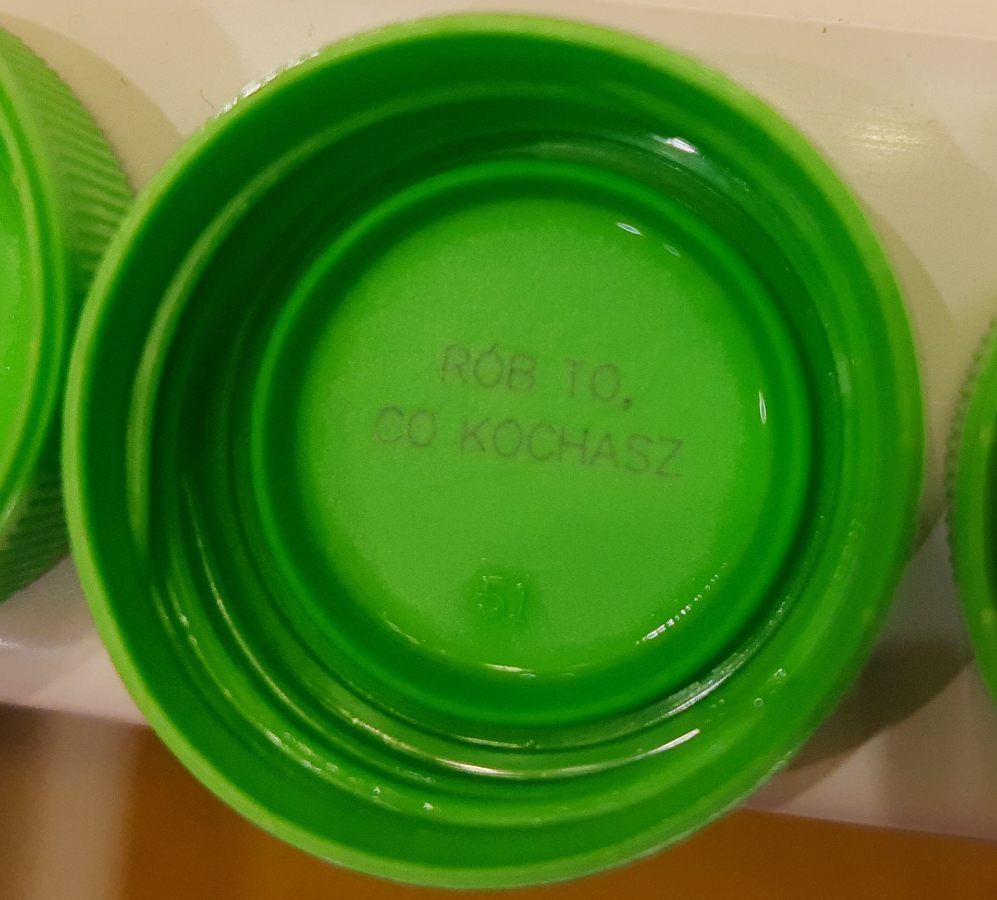 RÓB TO,
CO KOCHASZ
51